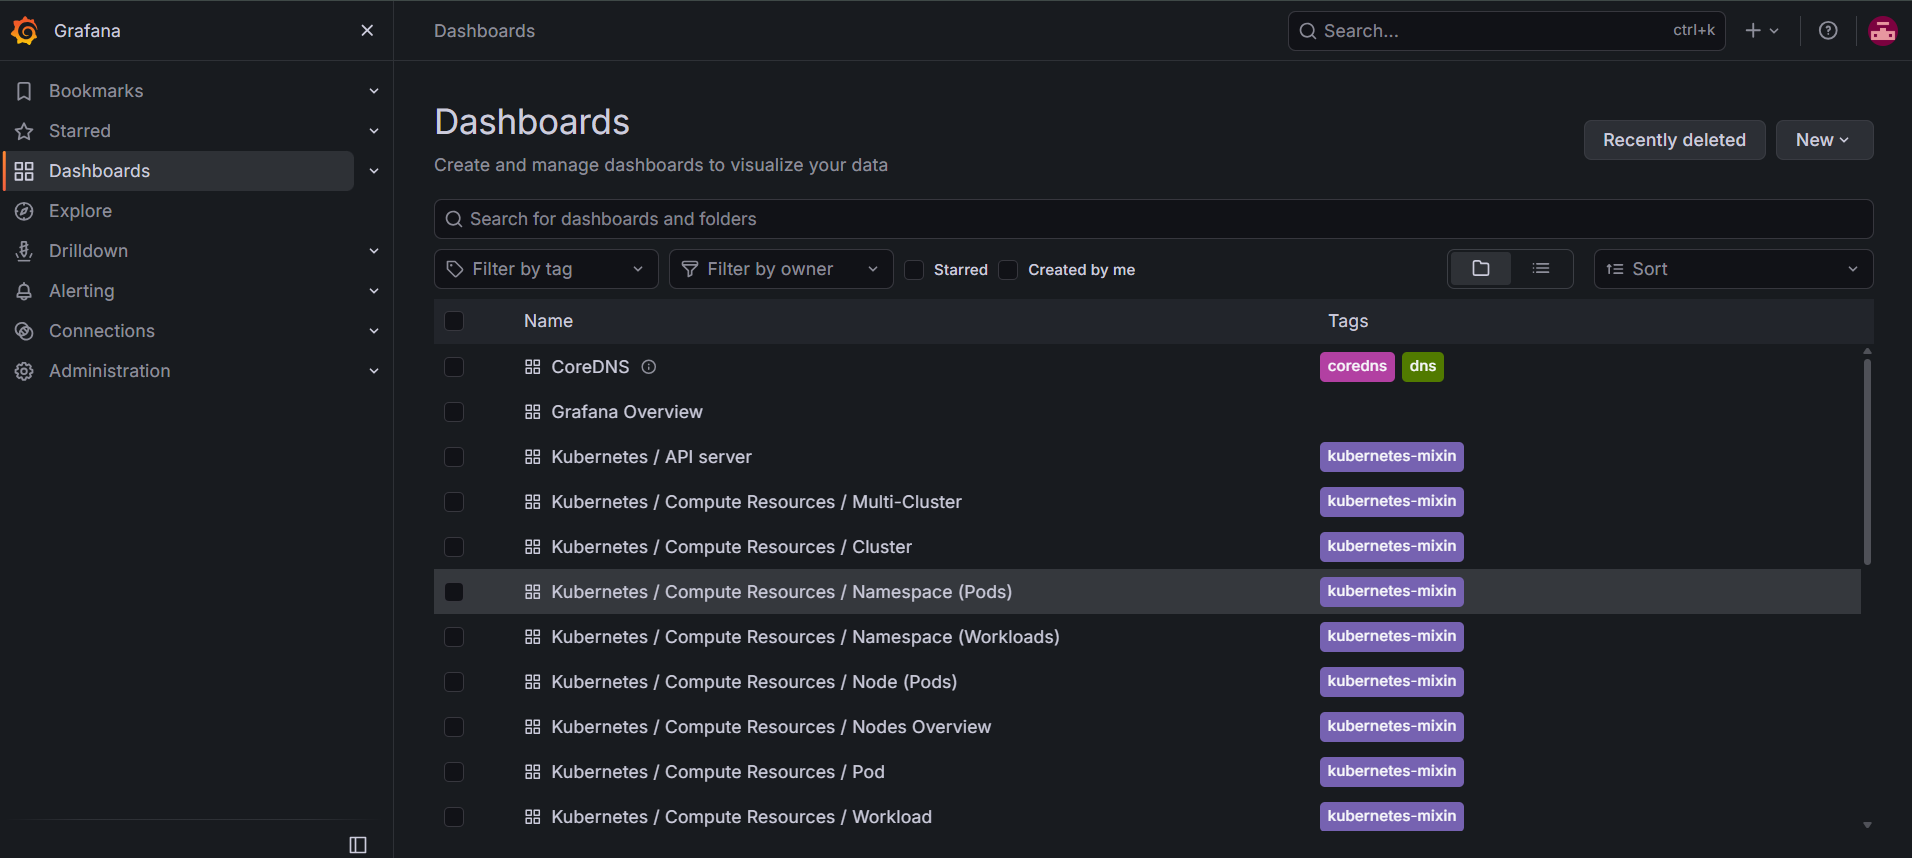 Grafana
Dashboards
Search...
ctrl+k
Bookmarks
Starred
Dashboards
Explore
Drilldown
Alerting
Connections
Administration
Dashboards
Create and manage dashboards to visualize your data
Recently deleted
New
Search for dashboards and folders
Filter by tag
Filter by owner
Starred
Created by me
Sort
Name Tags
CoreDNS coredns dns
Grafana Overview
Kubernetes / API server kubernetes-mixin
Kubernetes / Compute Resources / Multi-Cluster kubernetes-mixin
Kubernetes / Compute Resources / Cluster kubernetes-mixin
Kubernetes / Compute Resources / Namespace (Pods) kubernetes-mixin
Kubernetes / Compute Resources / Namespace (Workloads) kubernetes-mixin
Kubernetes / Compute Resources / Node (Pods) kubernetes-mixin
Kubernetes / Compute Resources / Nodes Overview kubernetes-mixin
Kubernetes / Compute Resources / Pod kubernetes-mixin
Kubernetes / Compute Resources / Workload kubernetes-mixin